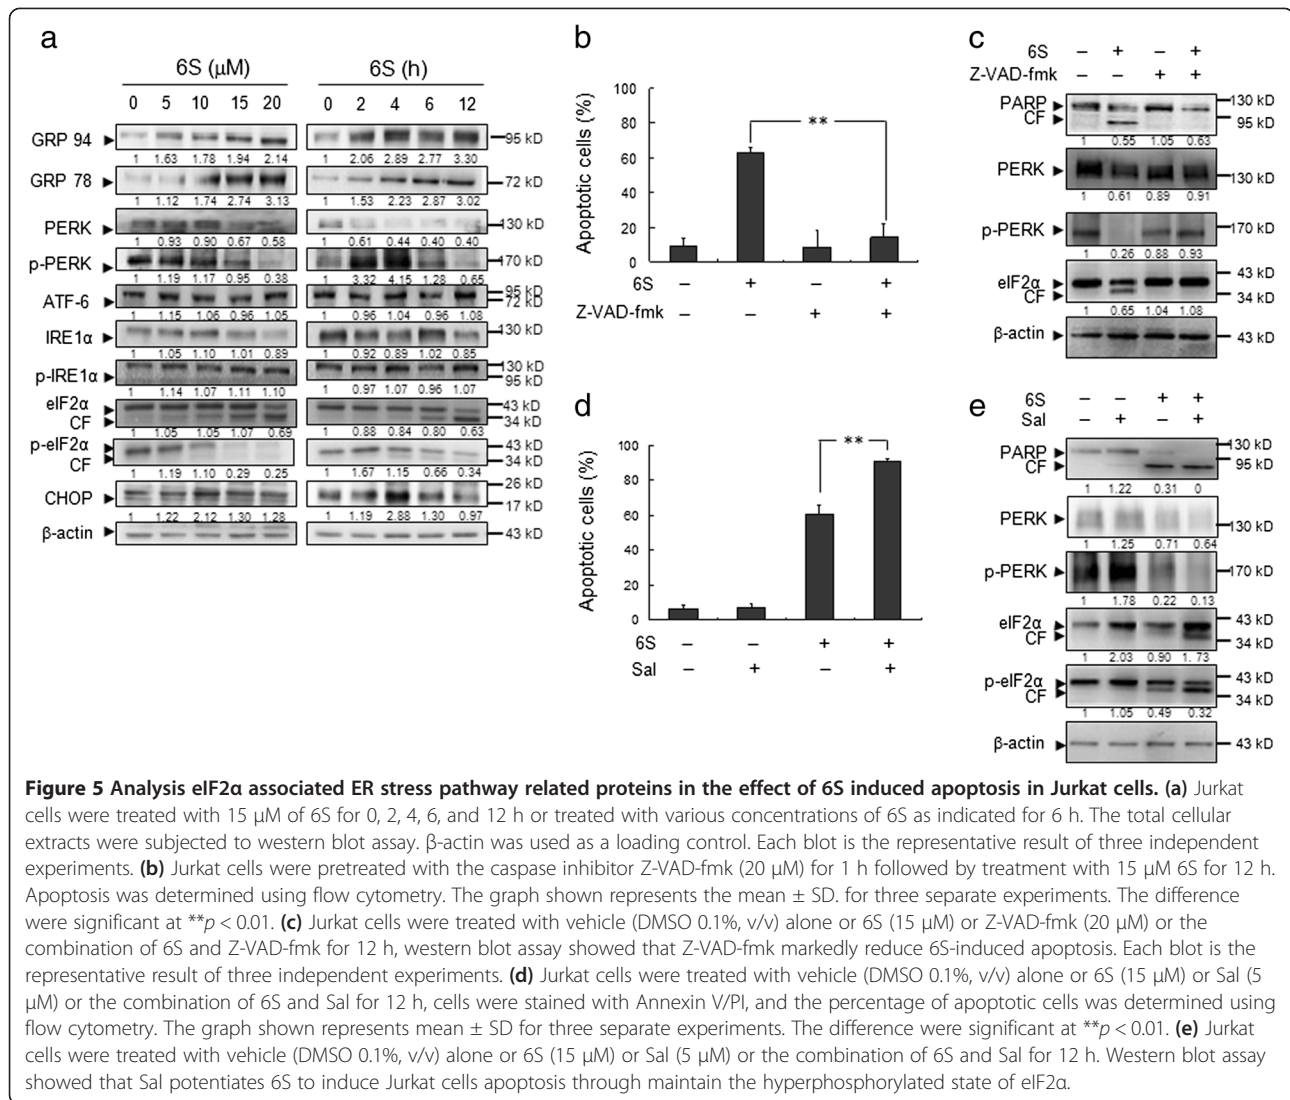 a
6S (μM) 6S (h)
0 5 10 15 20 0 2 4 6 12
GRP 94 95 kD
1 1.63 1.78 1.94 2.14 1 2.06 2.89 2.77 3.30
GRP 78 72 kD
1 1.12 1.74 2.74 3.13 1 1.53 2.23 2.87 3.02
PERK 130 kD
1 0.93 0.90 0.67 0.58 1 0.61 0.44 0.40 0.40
p-PERK 170 kD
1 1.19 1.17 0.95 0.38 1 3.32 4.15 1.28 0.65
ATF-6 95 kD
72 kD
1 1.15 1.06 0.96 1.05 1 0.96 1.04 0.96 1.08
IRE1α 130 kD
1 1.05 1.10 1.01 0.89 1 0.92 0.89 1.02 0.85
p-IRE1α 130 kD
95 kD
1 1.14 1.07 1.11 1.10 1 0.97 1.07 0.96 1.07
eIF2α 43 kD
CF 34 kD
1 1.05 1.05 1.07 0.69 1 0.88 0.84 0.80 0.63
p-eIF2α 43 kD
CF 34 kD
1 1.19 1.10 0.29 0.25 1 1.67 1.15 0.66 0.34
CHOP 26 kD
17 kD
1 1.22 2.12 1.30 1.28 1 1.19 2.88 1.30 0.97
β-actin 43 kD
b
Apoptotic cells (%)
100
80
60
40
20
0
**
6S – + – +
Z-VAD-fmk – – + +
c
6S – + – +
Z-VAD-fmk – – + +
PARP 130 kD
CF 95 kD
1 0.55 1.05 0.63
PERK 130 kD
1 0.61 0.89 0.91
p-PERK 170 kD
1 0.26 0.88 0.93
eIF2α 43 kD
CF 34 kD
1 0.65 1.04 1.08
β-actin 43 kD
d
Apoptotic cells (%)
100
80
60
40
20
0
**
6S – – + +
Sal – + – +
e
6S – – + +
Sal – + – +
PARP 130 kD
CF 95 kD
1 1.22 0.31 0
PERK 130 kD
1 1.25 0.71 0.64
p-PERK 170 kD
1 1.78 0.22 0.13
eIF2α 43 kD
CF 34 kD
1 2.03 0.90 1.73
p-eIF2α 43 kD
CF 34 kD
1 1.05 0.49 0.32
β-actin 43 kD
Figure 5 Analysis eIF2α associated ER stress pathway related proteins in the effect of 6S induced apoptosis in Jurkat cells. (a) Jurkat
cells were treated with 15 μM of 6S for 0, 2, 4, 6, and 12 h or treated with various concentrations of 6S as indicated for 6 h. The total cellular
extracts were subjected to western blot assay. β-actin was used as a loading control. Each blot is the representative result of three independent
experiments. (b) Jurkat cells were pretreated with the caspase inhibitor Z-VAD-fmk (20 μM) for 1 h followed by treatment with 15 μM 6S for 12 h.
Apoptosis was determined using flow cytometry. The graph shown represents the mean ± SD. for three separate experiments. The difference
were significant at **p < 0.01. (c) Jurkat cells were treated with vehicle (DMSO 0.1%, v/v) alone or 6S (15 μM) or Z-VAD-fmk (20 μM) or the
combination of 6S and Z-VAD-fmk for 12 h, western blot assay showed that Z-VAD-fmk markedly reduce 6S-induced apoptosis. Each blot is the
representative result of three independent experiments. (d) Jurkat cells were treated with vehicle (DMSO 0.1%, v/v) alone or 6S (15 μM) or Sal (5
μM) or the combination of 6S and Sal for 12 h, cells were stained with Annexin V/PI, and the percentage of apoptotic cells was determined using
flow cytometry. The graph shown represents mean ± SD for three separate experiments. The difference were significant at **p < 0.01. (e) Jurkat
cells were treated with vehicle (DMSO 0.1%, v/v) alone or 6S (15 μM) or Sal (5 μM) or the combination of 6S and Sal for 12 h. Western blot assay
showed that Sal potentiates 6S to induce Jurkat cells apoptosis through maintain the hyperphosphorylated state of eIF2α.